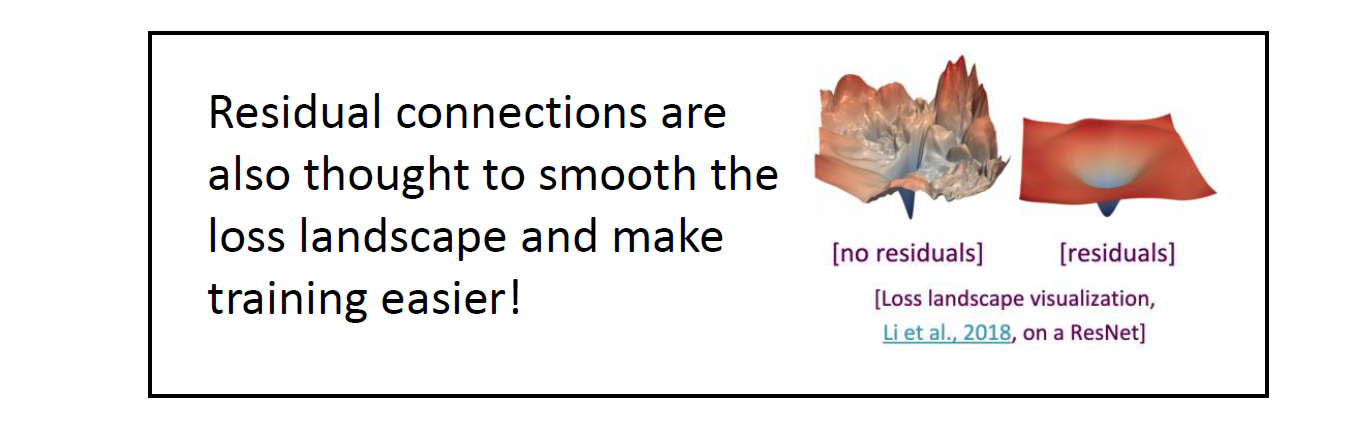 Residual connections are
also thought to smooth the
loss landscape and make
training easier!
[no residuals]
[residuals]
[Loss landscape visualization,
Li et al., 2018, on a ResNet]